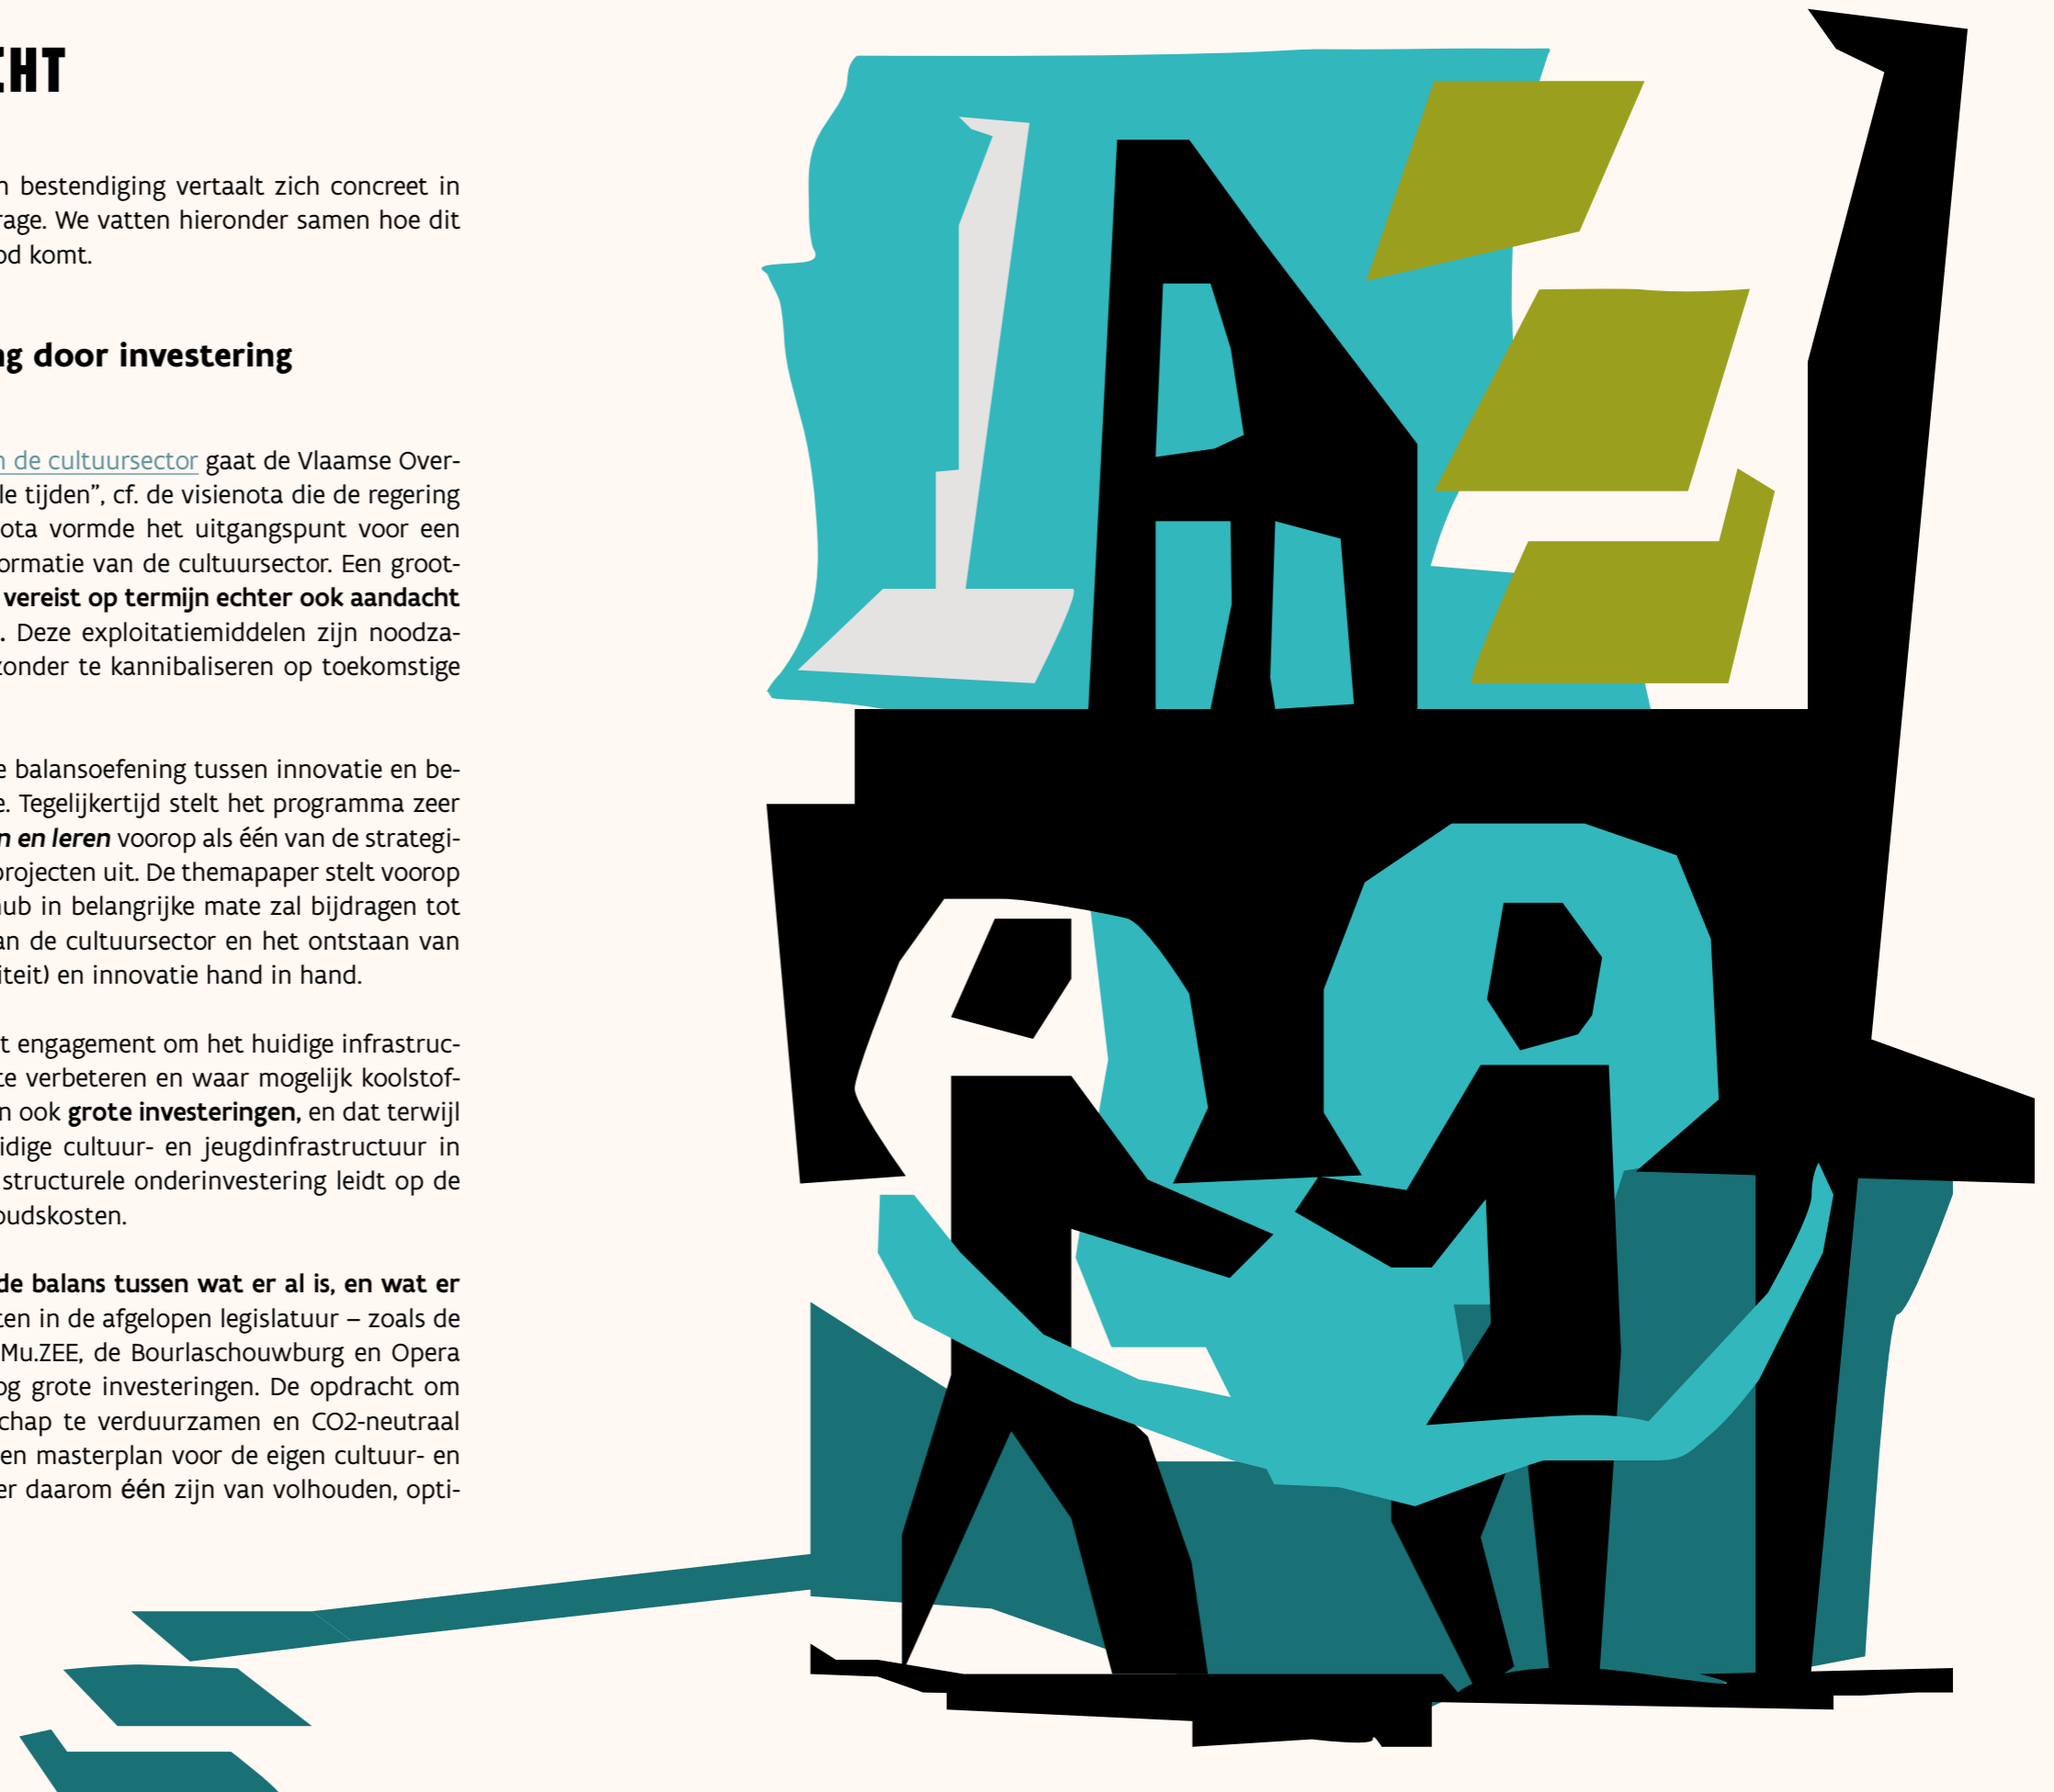 CHT
n bestendiging vertaalt zich concreet in
rage. We vatten hieronder samen hoe dit
od komt.
ng door investering
n de cultuursector gaat de Vlaamse Over-
le tijden”, cf. de visienota die de regering
ota vormde het uitgangspunt voor een
ormatie van de cultuursector. Een groot-
vereist op termijn echter ook aandacht
. Deze exploitatiemiddelen zijn noodza-
zonder te kannibaliseren op toekomstige
e balansoefening tussen innovatie en be-
e. Tegelijkertijd stelt het programma zeer
n en leren voorop als één van de strategi-
projecten uit. De themapaper stelt voorop
hub in belangrijke mate zal bijdragen tot
an de cultuursector en het ontstaan van
iteit) en innovatie hand in hand.
t engagement om het huidige infrastruc-
te verbeteren en waar mogelijk koolstof-
n ook grote investeringen, en dat terwijl
idige cultuur- en jeugdinfrastructuur in
structurele onderinvestering leidt op de
oudskosten.
de balans tussen wat er al is, en wat er
ten in de afgelopen legislatuur – zoals de
Mu.ZEE, de Bourlaschouwburg en Opera
og grote investeringen. De opdracht om
schap te verduurzamen en CO2-neutraal
en masterplan voor de eigen cultuur- en
er daarom één zijn van volhouden, opti-